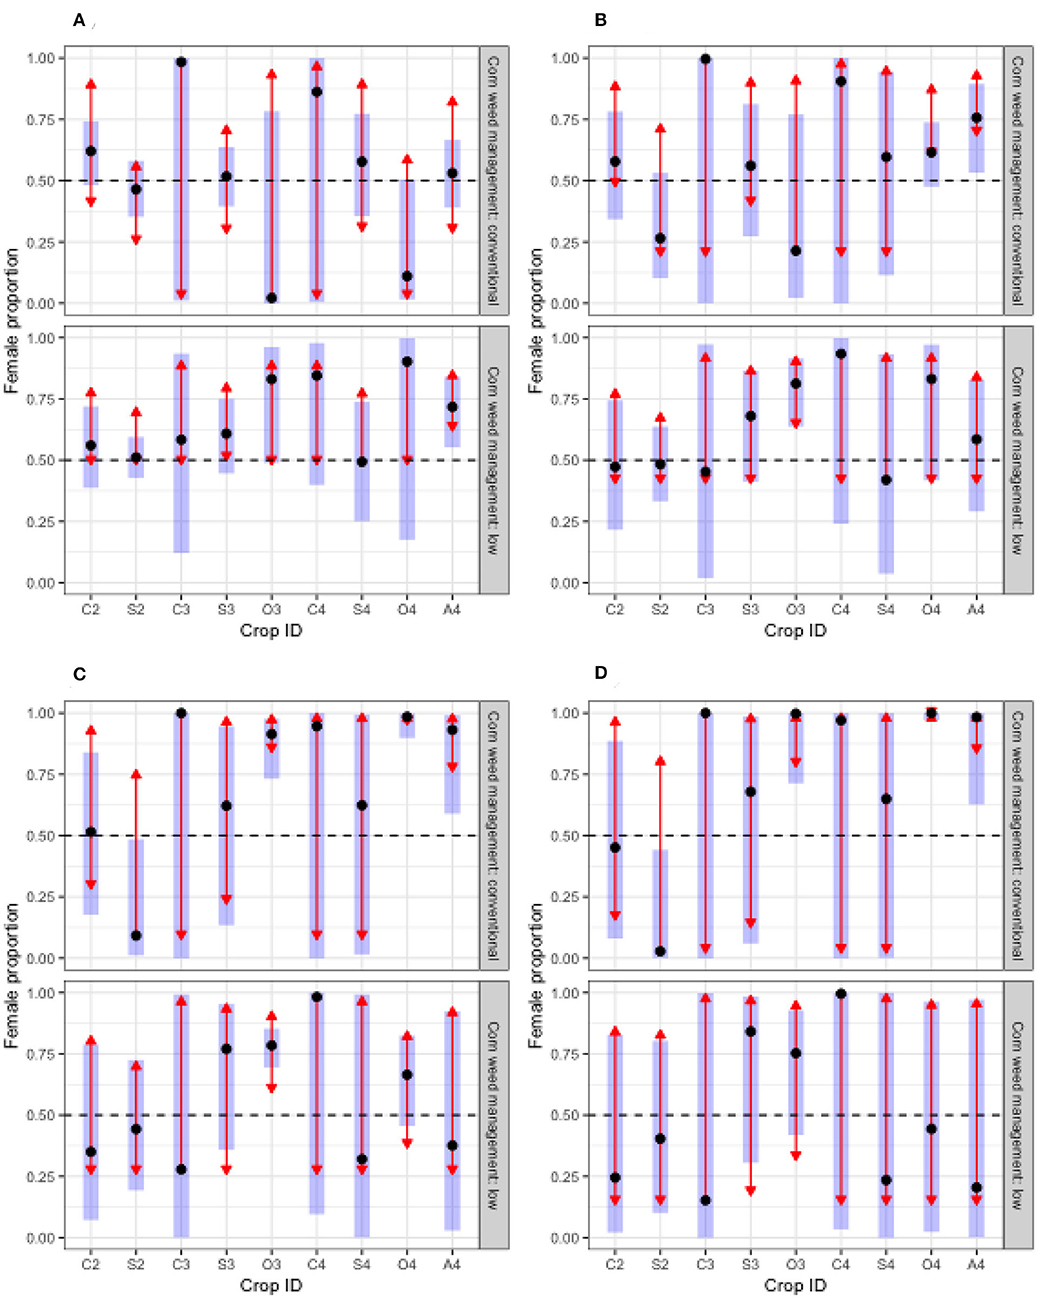 A
B
Female proportion
1.00
0.75
0.50
0.25
0.00
Corn weed management: conventional
1.00
0.75
0.50
0.25
0.00
Corn weed management: low
C2 S2 C3 S3 O3 C4 S4 O4 A4
Crop ID
Female proportion
1.00
0.75
0.50
0.25
0.00
Corn weed management: conventional
1.00
0.75
0.50
0.25
0.00
Corn weed management: low
C2 S2 C3 S3 O3 C4 S4 O4 A4
Crop ID
C
D
Female proportion
1.00
0.75
0.50
0.25
0.00
Corn weed management: conventional
1.00
0.75
0.50
0.25
0.00
Corn weed management: low
C2 S2 C3 S3 O3 C4 S4 O4 A4
Crop ID
Female proportion
1.00
0.75
0.50
0.25
0.00
Corn weed management: conventional
1.00
0.75
0.50
0.25
0.00
Corn weed management: low
C2 S2 C3 S3 O3 C4 S4 O4 A4
Crop ID